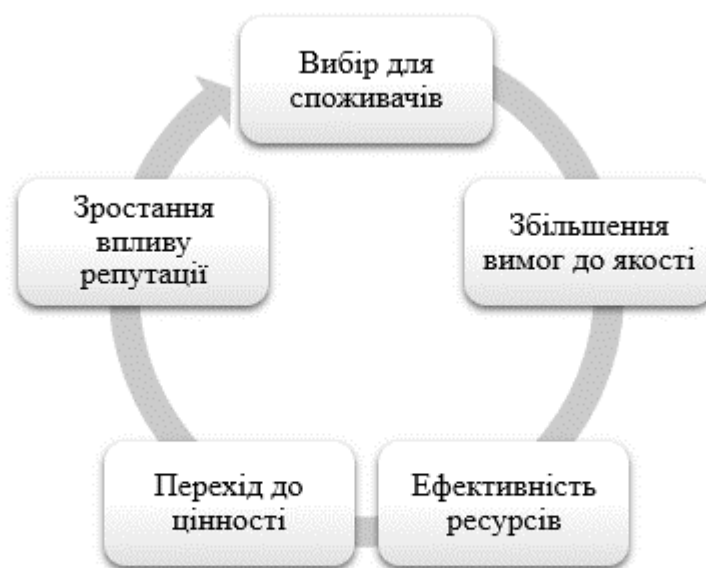 Вибір для
споживачів
Збільшення
вимог до якості
Ефективність
ресурсів
Перехід до
цінності
Зростання
впливу
репутації